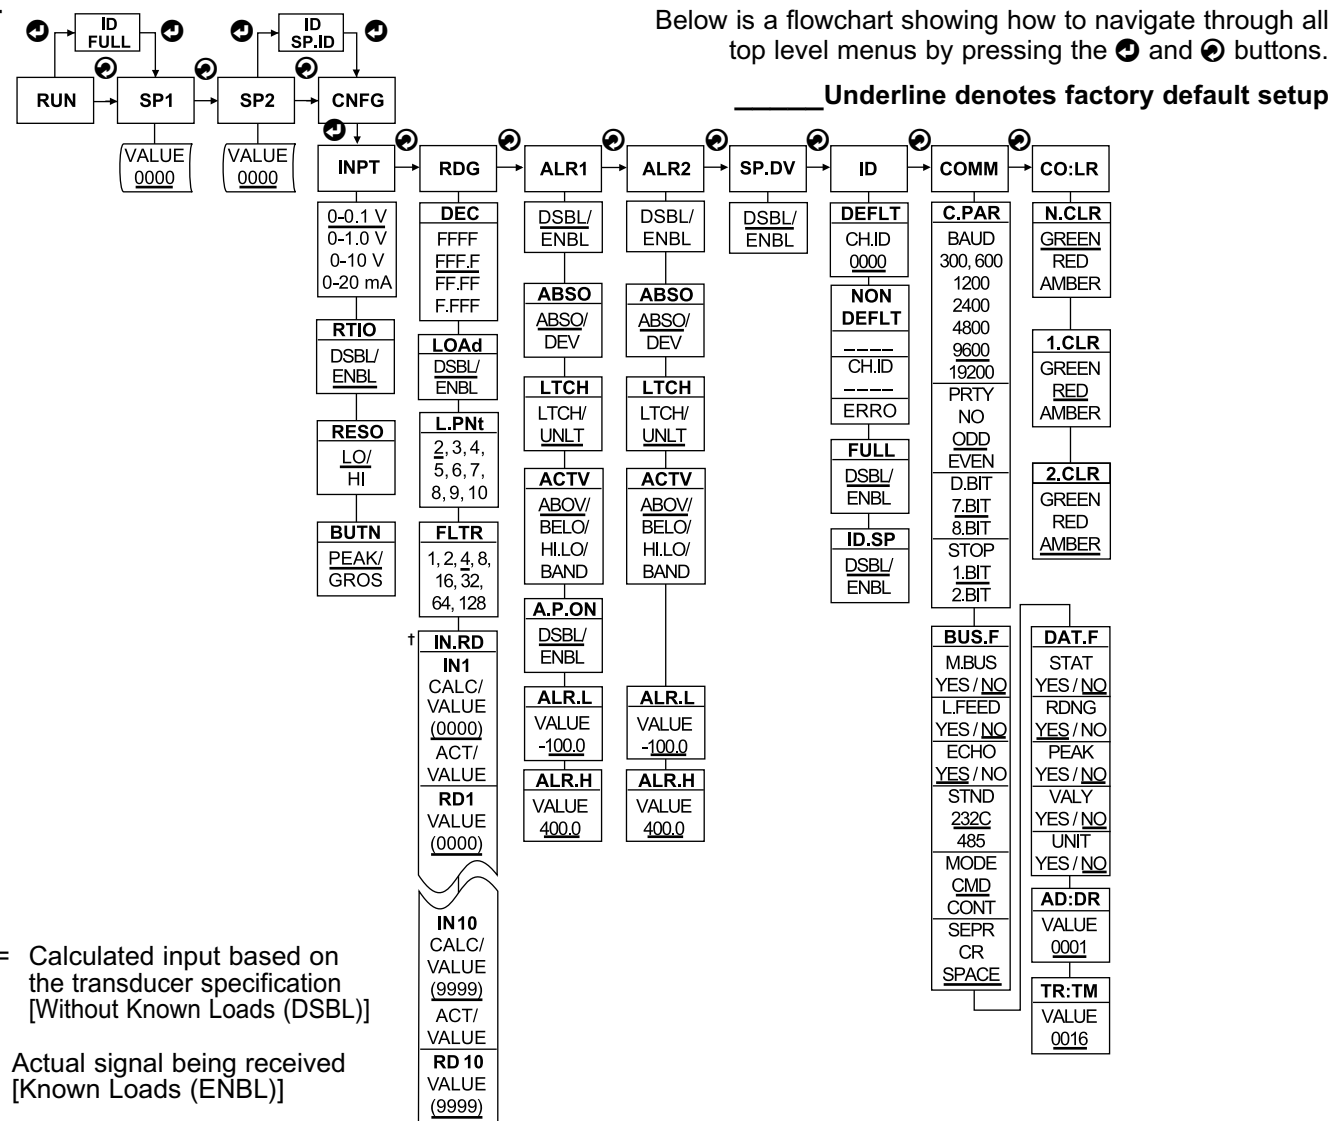 Below is a flowchart showing how to navigate through all
top level menus by pressing the and buttons.
______Underline denotes factory default setup
ID
FULL
ID
SP.ID
RUN
SP1
SP2
CNFG
VALUE
0000
VALUE
0000
INPT
RDG
ALR1
ALR2
SP.DV
ID
COMM
CO:LR
0-0.1 V
0-1.0 V
0-10 V
0-20 mA
RTIO
DSBL/
ENBL
RESO
LO/
HI
BUTN
PEAK/
GROS
DEC
FFFF
FFF.F
FF.FF
F.FFF
LOAd
DSBL/
ENBL
L.PNt
2, 3, 4,
5, 6, 7,
8, 9, 10
FLTR
1, 2, 4, 8,
16, 32,
64, 128
†
IN.RD
IN1
CALC/
VALUE
(0000)
ACT/
VALUE
RD1
VALUE
(0000)
IN10
CALC/
VALUE
(9999)
ACT/
VALUE
RD 10
VALUE
(9999)
DSBL/
ENBL
ABSO
ABSO/
DEV
LTCH
LTCH/
UNLT
ACTV
ABOV/
BELO/
HI.LO/
BAND
A.P.ON
DSBL/
ENBL
ALR.L
VALUE
-100.0
ALR.H
VALUE
400.0
DSBL/
ENBL
ABSO
ABSO/
DEV
LTCH
LTCH/
UNLT
ACTV
ABOV/
BELO/
HI.LO/
BAND
ALR.L
VALUE
-100.0
ALR.H
VALUE
400.0
DSBL/
ENBL
DEFLT
CH.ID
0000
NON
DEFLT
_ _ _ _
CH.ID
_ _ _ _
ERRO
FULL
DSBL/
ENBL
ID.SP
DSBL/
ENBL
C.PAR
BAUD
300, 600
1200
2400
4800
9600
19200
PRTY
NO
ODD
EVEN
D.BIT
7.BIT
8.BIT
STOP
1.BIT
2.BIT
BUS.F
M.BUS
YES / NO
L.FEED
YES / NO
ECHO
YES / NO
STND
232C
485
MODE
CMD
CONT
SEPR
CR
SPACE
N.CLR
GREEN
RED
AMBER
1.CLR
GREEN
RED
AMBER
2.CLR
GREEN
RED
AMBER
DAT.F
STAT
YES / NO
RDNG
YES / NO
PEAK
YES / NO
VALY
YES / NO
UNIT
YES / NO
AD:DR
VALUE
0001
TR:TM
VALUE
0016
= Calculated input based on
the transducer specification
[Without Known Loads (DSBL)]
Actual signal being received
[Known Loads (ENBL)]